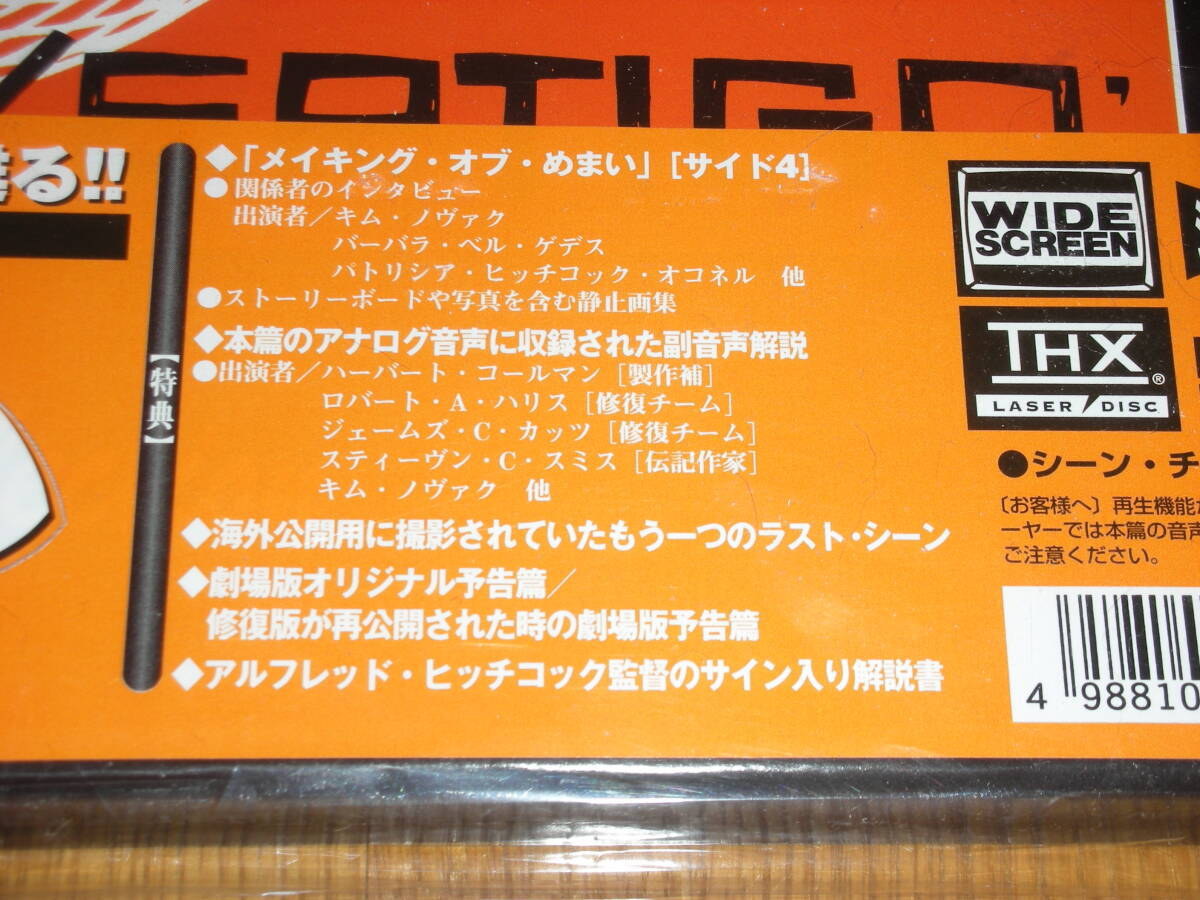 VERTIGO'
る!!
【特典】
◆「メイキング・オブ・めまい」[サイド4]
●関係者のインタビュー
出演者／キム・ノヴァク
バーバラ・ベル・ゲデス
パトリシア・ヒッチコック・オコネル 他
●ストーリーボードや写真を含む静止画集
◆本篇のアナログ音声に収録された副音声解説
●出演者／ハーバート・コールマン［製作補］
ロバート・A・ハリス［修復チーム］
ジェームズ・C・カッツ［修復チーム］
スティーヴン・C・スミス［伝記作家］
キム・ノヴァク 他
◆海外公開用に撮影されていたもう一つのラスト・シーン
◆劇場版オリジナル予告篇／
修復版が再公開された時の劇場版予告篇
◆アルフレッド・ヒッチコック監督のサイン入り解説書
WIDE
SCREEN
THX®
LASER DISC
●シーン・チ
〔お客様へ〕再生機能
ーヤーでは本篇の音声
ご注意ください。
4 98810